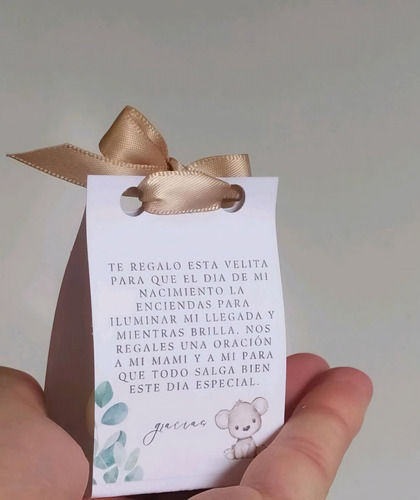 TE REGALO ESTA VELITA
PARA QUE EL DIA DE MI
NACIMIENTO LA
ENCIENDAS PARA
ILUMINAR MI LLEGADA Y
MIENTRAS BRILLA, NOS
REGALES UNA ORACIÓN
A MI MAMI Y A MI PARA
QUE TODO SALGA BIEN
ESTE DIA ESPECIAL.
gracias